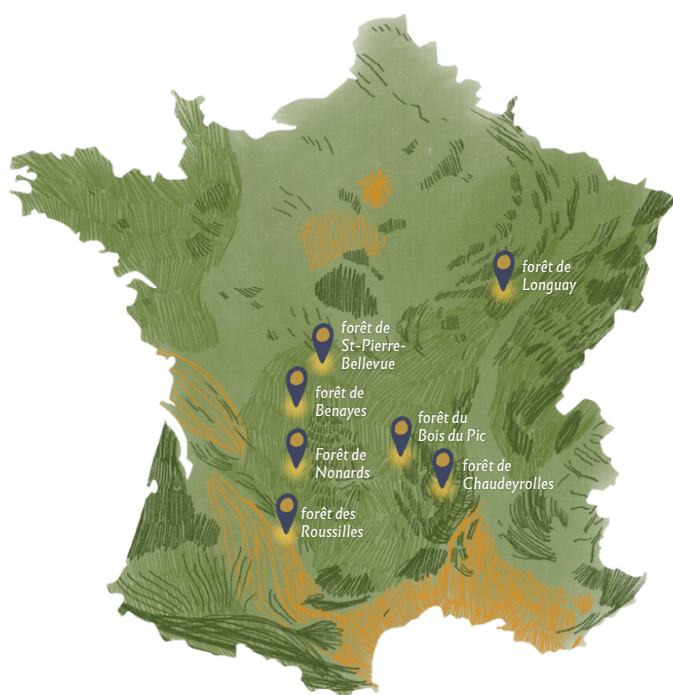 forêt de
Longuay
forêt de
St-Pierre-
Bellevue
forêt de
Benayes
forêt du
Bois du Pic
Forêt de
Nonards
forêt de
Chaudeyrolles
forêt des
Roussilles